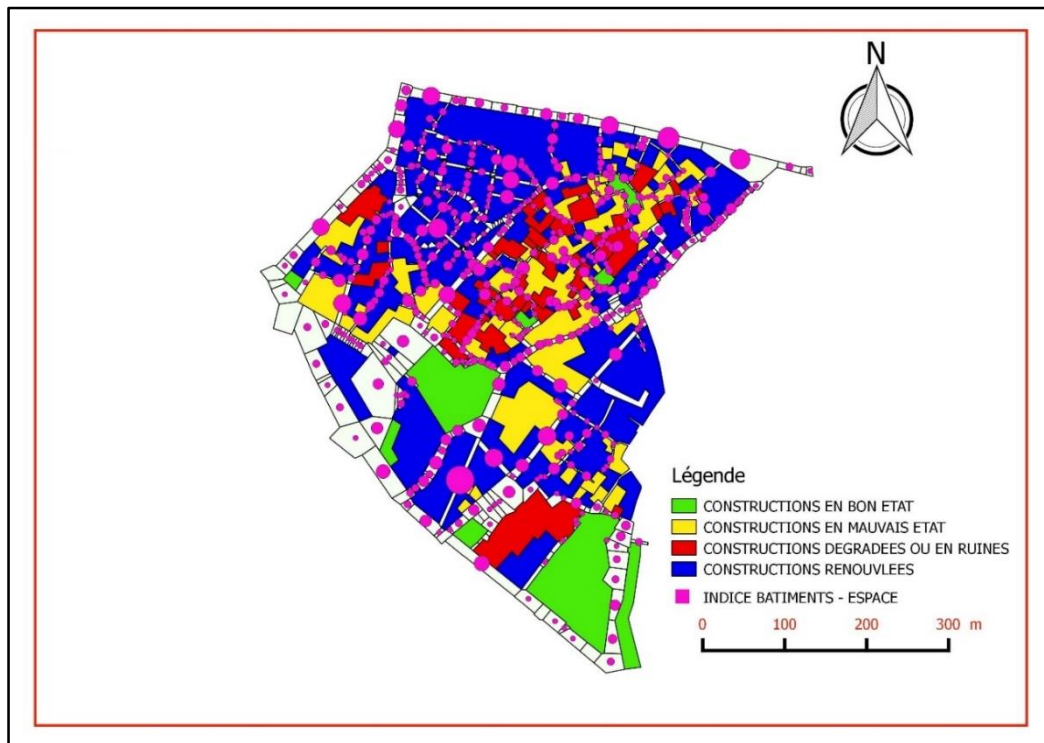 N
Légende
CONSTRUCTIONS EN BON ETAT
CONSTRUCTIONS EN MAUVAIS ETAT
CONSTRUCTIONS DEGRADEES OU EN RUINES
CONSTRUCTIONS RENOUVLEES
INDICE BATIMENTS - ESPACE
0 100 200 300 m